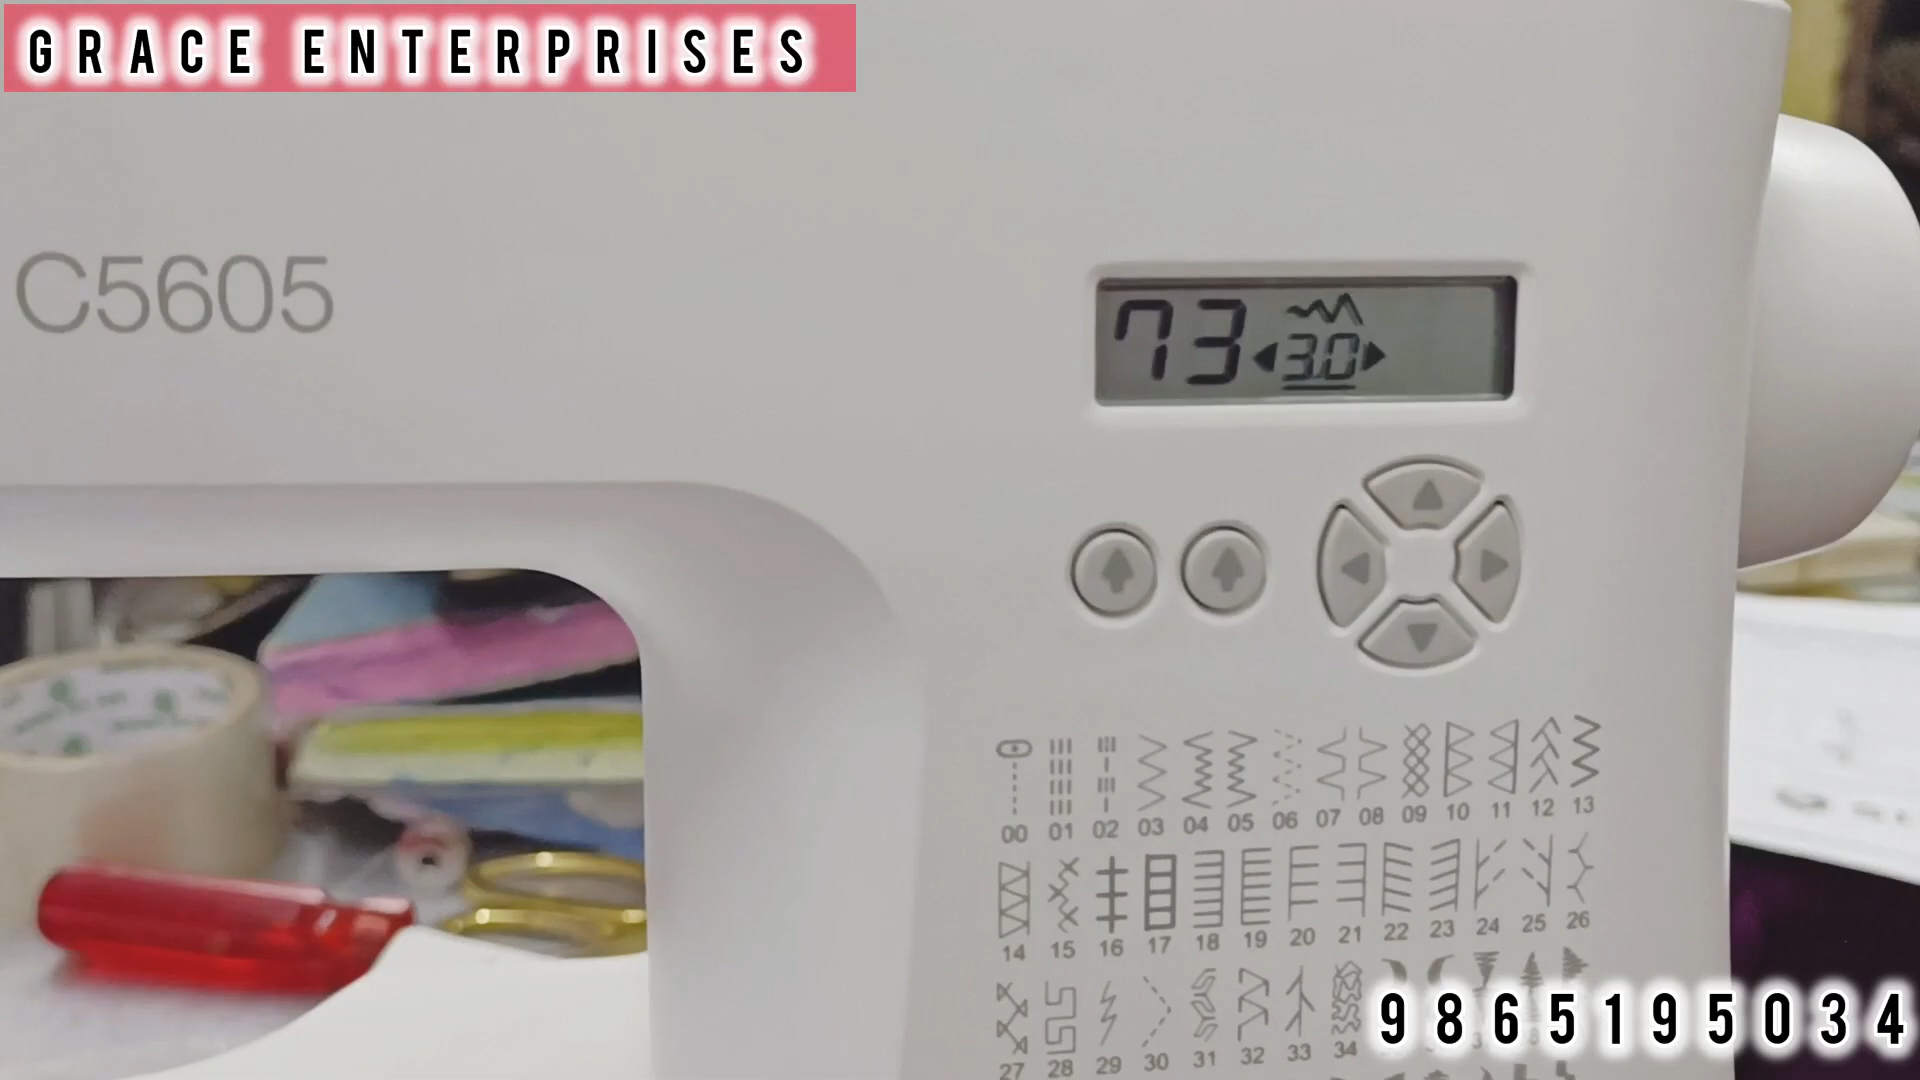 GRACE ENTERPRISES
C5605
73 3.0
00 01 02 03 04 05 06 07 08 09 10 11 12 13
14 15 16 17 18 19 20 21 22 23 24 25 26
27 28 29 30 31 32 33 34
9865195034